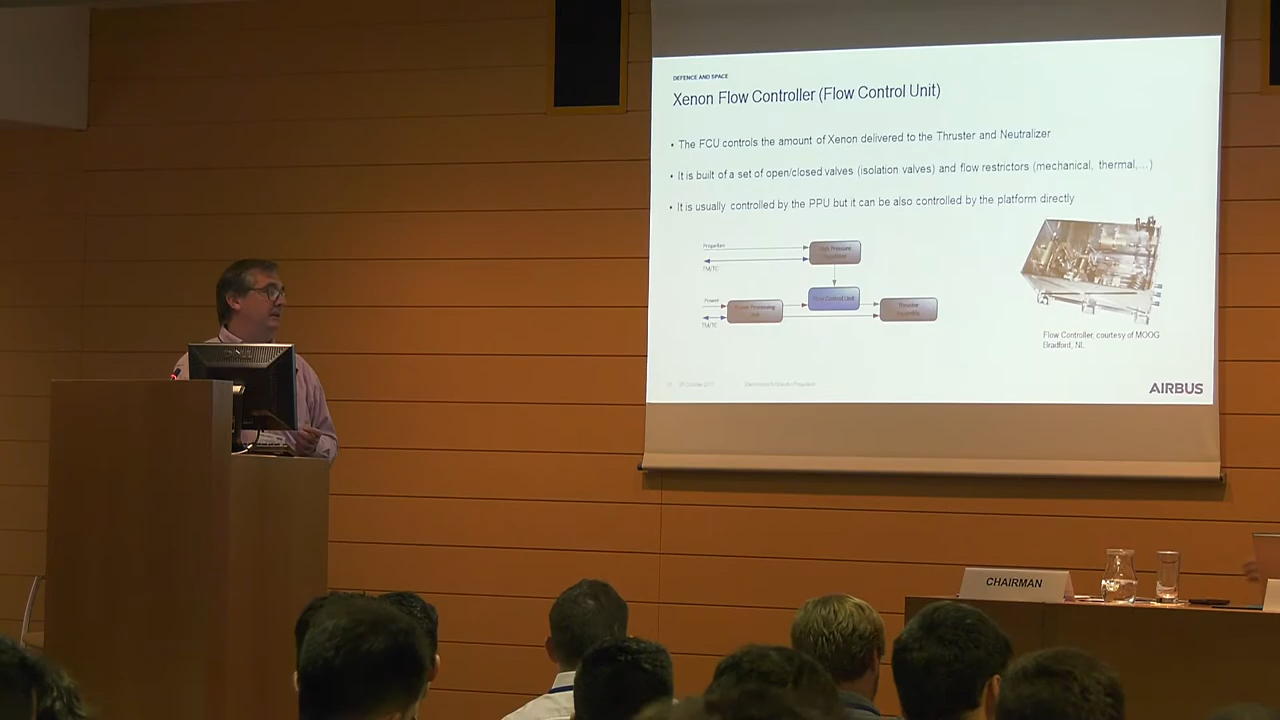 DEFENCE AND SPACE
Xenon Flow Controller (Flow Control Unit)
• The FCU controls the amount of Xenon delivered to the Thruster and Neutralizer
• It is built of a set of open/closed valves (isolation valves) and flow restrictors (mechanical, thermal,...)
• It is usually controlled by the PPU but it can be also controlled by the platform directly
Propellant
TM/TC
High Pressure
Flow Control Unit
Power
TM/TC
Power Processing
Unit
Thruster
Assembly
Flow Controller, courtesy of MOOG
Bradford, NL
AIRBUS
CHAIRMAN